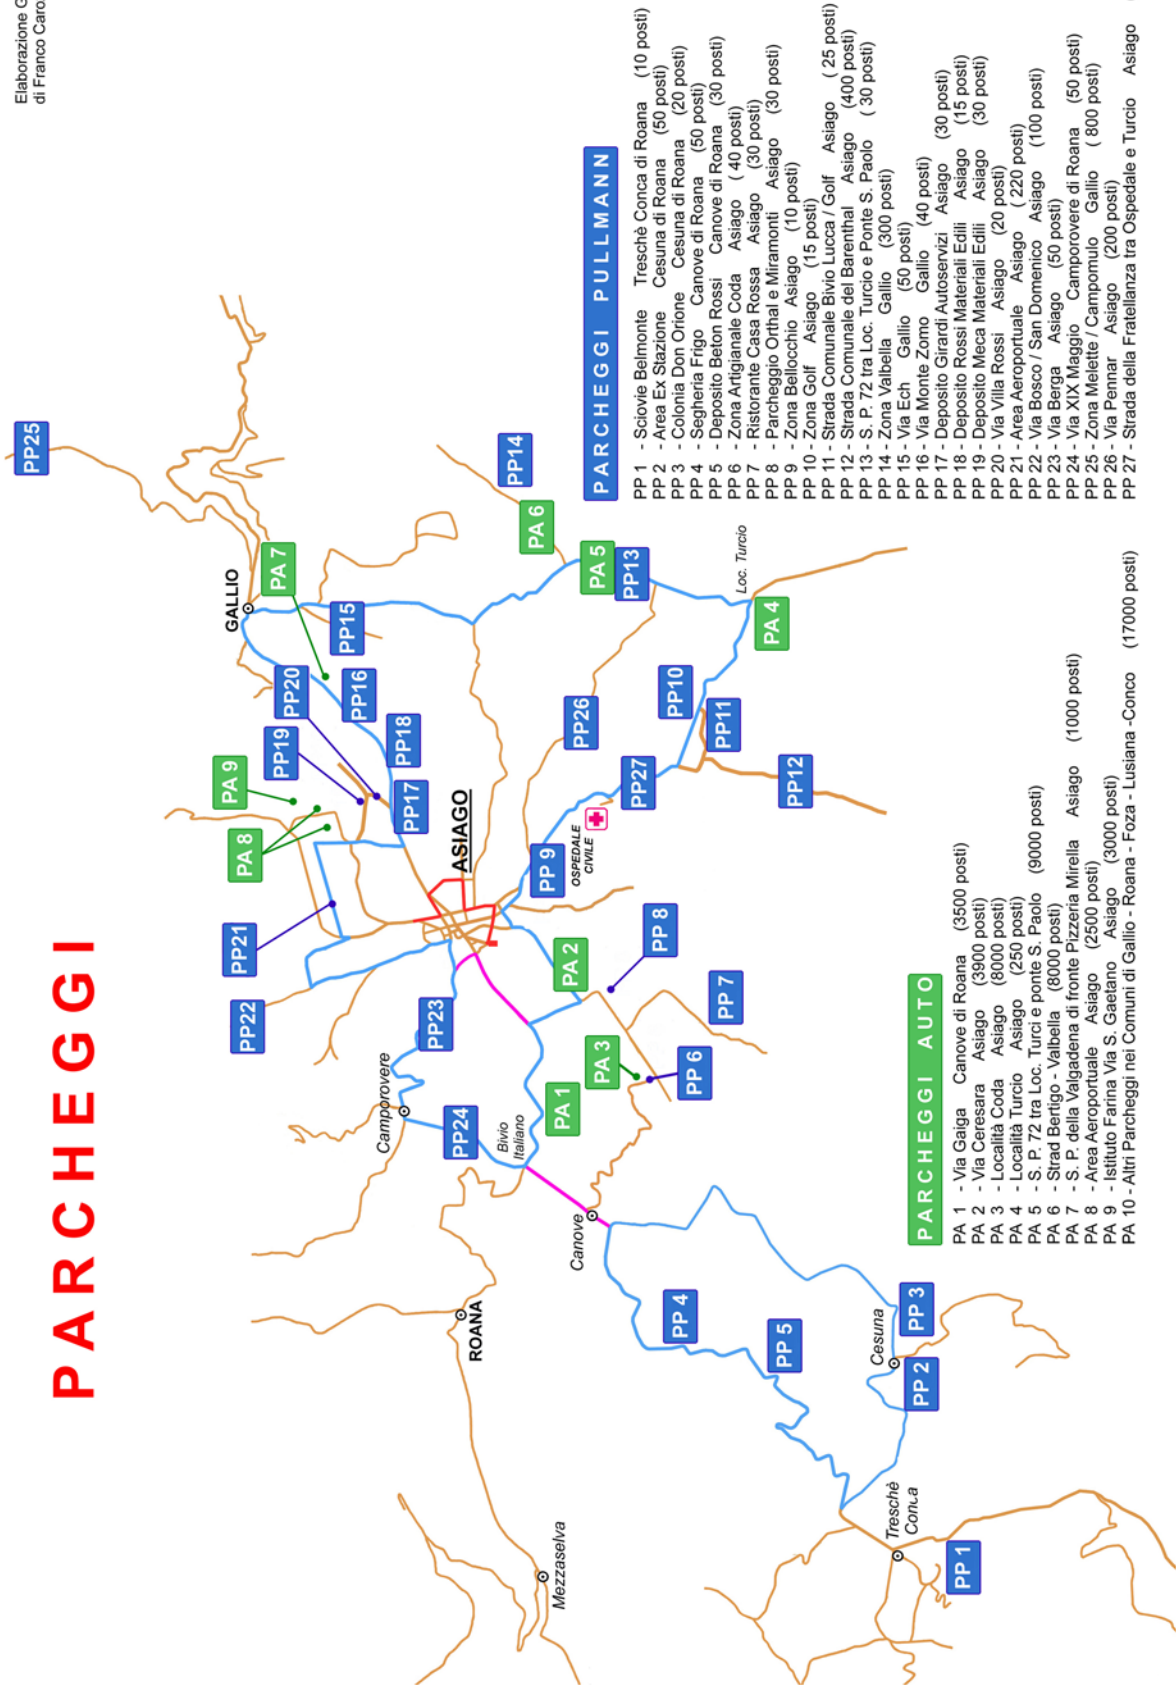 Elaborazione G
di Franco Caro
PARCHEGGI
PP25
GALLIO
PA 7
PP14
PA 6
PP15
PA 5
PP13
Loc. Turcio
PA 4
PP20
PP16
PP19
PP18
PA 9
PP17
PA 8
PP26
PP10
PP11
PP27
PP12
ASIAGO
OSPEDALE
CIVILE
PP 9
PP21
PP22
PP23
PA 2
PP 8
PP 7
PA 3
PP 6
PA 1
Camporovere
PP24
Bivio
Italiano
Canove
ROANA
PP 4
PP 5
Cesuna
PP 3
PP 2
Mezzaselva
Treschè
Conca
PP 1
PARCHEGGI PULLMANN
PP 1 - Sciovie Belmonte Treschè Conca di Roana (10 posti)
PP 2 - Area Ex Stazione Cesuna di Roana (50 posti)
PP 3 - Colonia Don Orione Cesuna di Roana (20 posti)
PP 4 - Segheria Frigo Canove di Roana (50 posti)
PP 5 - Deposito Beton Rossi Canove di Roana (30 posti)
PP 6 - Zona Artigianale Coda Asiago ( 40 posti)
PP 7 - Ristorante Casa Rossa Asiago (30 posti)
PP 8 - Parcheggio Orthal e Miramonti Asiago (30 posti)
PP 9 - Zona Bellocchio Asiago (10 posti)
PP 10 - Zona Golf Asiago (15 posti)
PP 11 - Strada Comunale Bivio Lucca / Golf Asiago ( 25 posti)
PP 12 - Strada Comunale del Barenthal Asiago (400 posti)
PP 13 - S. P. 72 tra Loc. Turcio e Ponte S. Paolo ( 30 posti)
PP 14 - Zona Valbella Gallio (300 posti)
PP 15 - Via Ech Gallio (50 posti)
PP 16 - Via Monte Zomo Gallio (40 posti)
PP 17 - Deposito Girardi Autoservizi Asiago (30 posti)
PP 18 - Deposito Rossi Materiali Edili Asiago (15 posti)
PP 19 - Deposito Meca Materiali Edili Asiago (30 posti)
PP 20 - Via Villa Rossi Asiago (20 posti)
PP 21 - Area Aeroportuale Asiago ( 220 posti)
PP 22 - Via Bosco / San Domenico Asiago (100 posti)
PP 23 - Via Berga Asiago (50 posti)
PP 24 - Via XIX Maggio Camporovere di Roana (50 posti)
PP 25 - Zona Melette / Campomulo Gallio ( 800 posti)
PP 26 - Via Pennar Asiago (200 posti)
PP 27 - Strada della Fratellanza tra Ospedale e Turcio Asiago
PARCHEGGI AUTO
PA 1 - Via Gaiga Canove di Roana (3500 posti)
PA 2 - Via Ceresara Asiago (3900 posti)
PA 3 - Località Coda Asiago (8000 posti)
PA 4 - Località Turcio Asiago (250 posti)
PA 5 - S. P. 72 tra Loc. Turci e ponte S. Paolo (9000 posti)
PA 6 - Strad Bertigo - Valbella (8000 posti)
PA 7 - S. P. della Valgadena di fronte Pizzeria Mirella Asiago (1000 posti)
PA 8 - Area Aeroportuale Asiago (2500 posti)
PA 9 - Istituto Farina Via S. Gaetano Asiago (3000 posti)
PA 10 - Altri Parcheggi nei Comuni di Gallio - Roana - Foza - Lusiana -Conco (17000 posti)